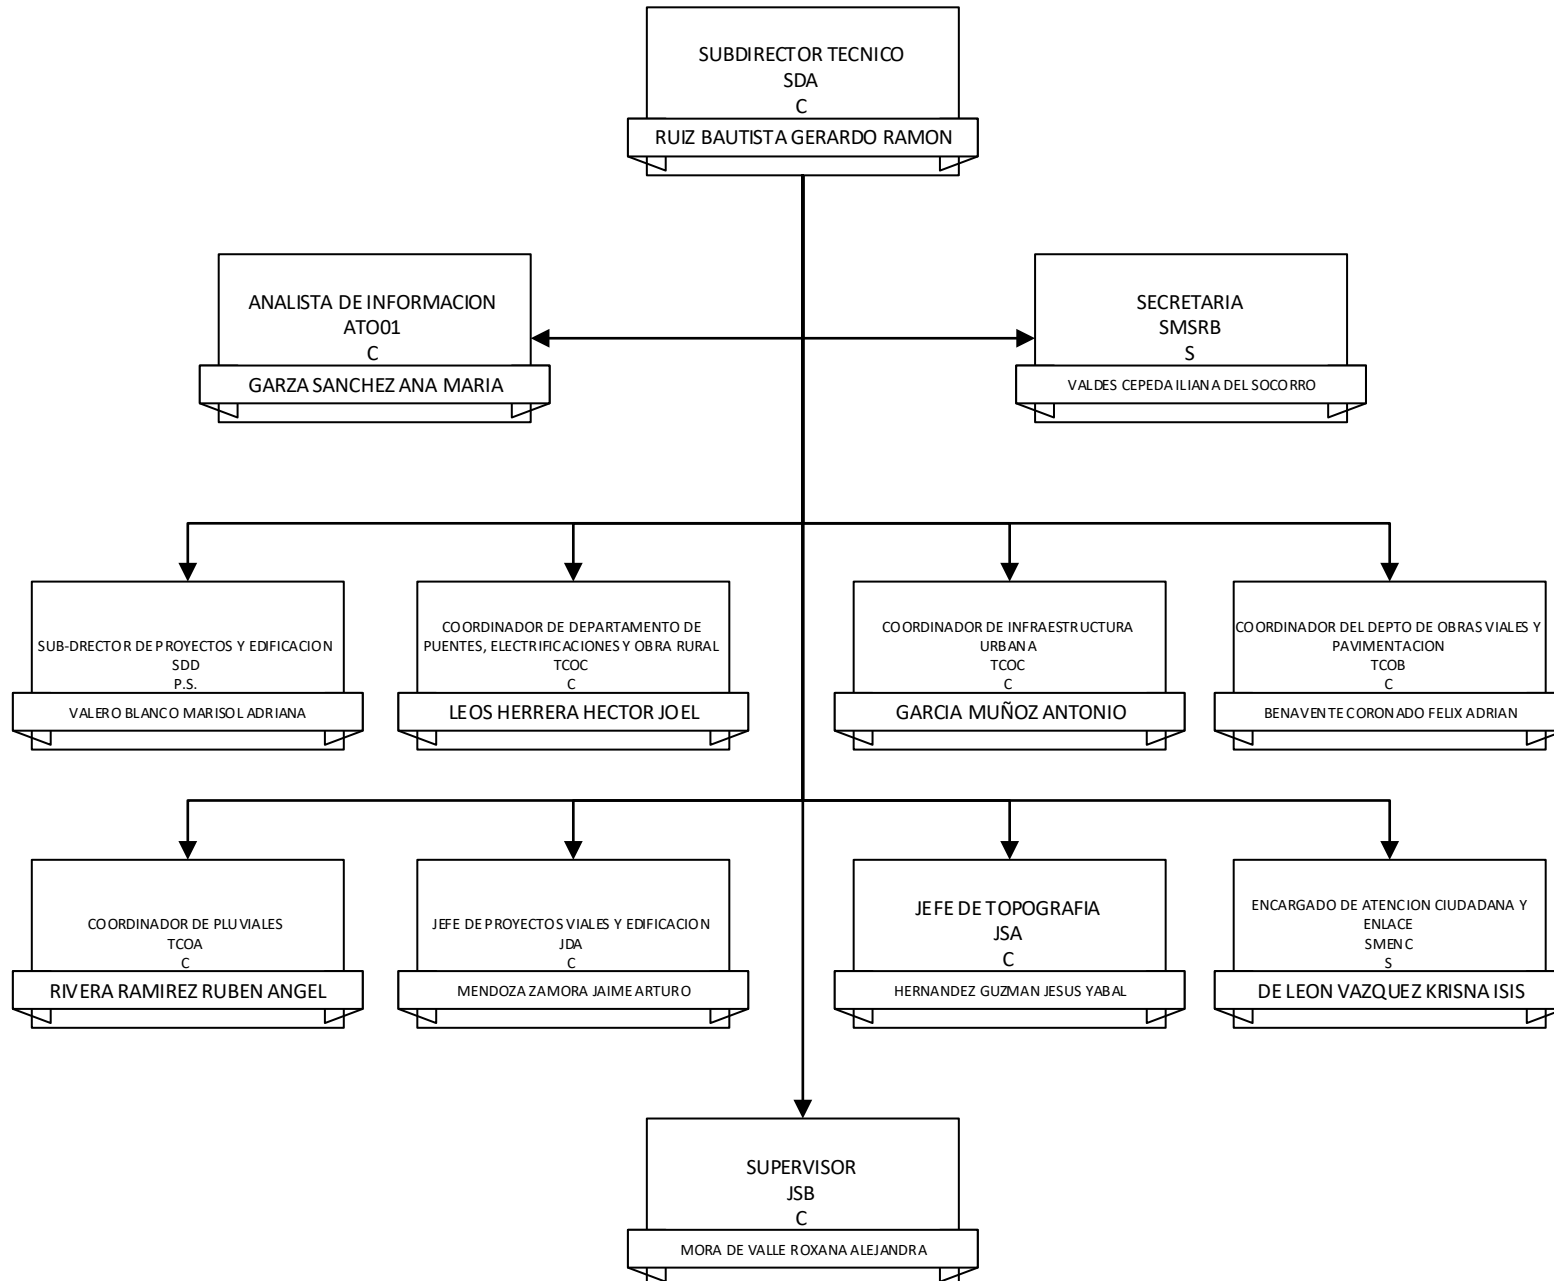 SUBDIRECTOR TECNICO
SDA
C
RUIZ BAUTISTA GERARDO RAMON
ANALISTA DE INFORMACION
ATO01
C
GARZA SANCHEZ ANA MARIA
SECRETARIA
SMSRB
S
VALDES CEPEDA ILIANA DEL SOCORRO
SUB-DRECTOR DE PROYECTOS Y EDIFICACION
SDD
P.S.
VALERO BLANCO MARISOL ADRIANA
COORDINADOR DE DEPARTAMENTO DE
PUENTES, ELECTRIFICACIONES Y OBRA RURAL
TCOC
C
LEOS HERRERA HECTOR JOEL
COORDINADOR DE INFRAESTRUCTURA
URBANA
TCOC
C
GARCIA MUÑOZ ANTONIO
COORDINADOR DEL DEPTO DE OBRAS VIALES Y
PAVIMENTACION
TCOB
C
BENAVENTE CORONADO FELIX ADRIAN
COORDINADOR DE PLUVIALES
TCOA
C
RIVERA RAMIREZ RUBEN ANGEL
JEFE DE PROYECTOS VIALES Y EDIFICACION
JDA
C
MENDOZA ZAMORA JAIME ARTURO
JEFE DE TOPOGRAFIA
JSA
C
HERNANDEZ GUZMAN JESUS YABAL
ENCARGADO DE ATENCION CIUDADANA Y
ENLACE
SMENC
S
DE LEON VAZQUEZ KRISNA ISIS
SUPERVISOR
JSB
C
MORA DE VALLE ROXANA ALEJANDRA